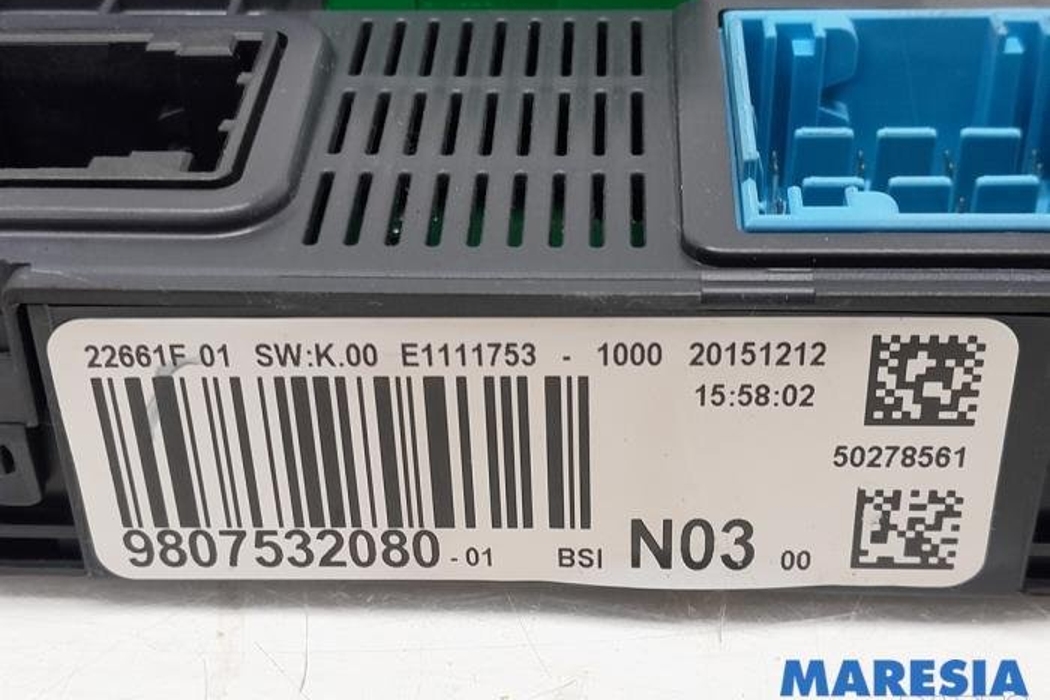 22661F 01 SW:K.00 E1111753 - 1000 20151212
15:58:02
50278561
9807532080-01 BSI N03 00
MARESIA